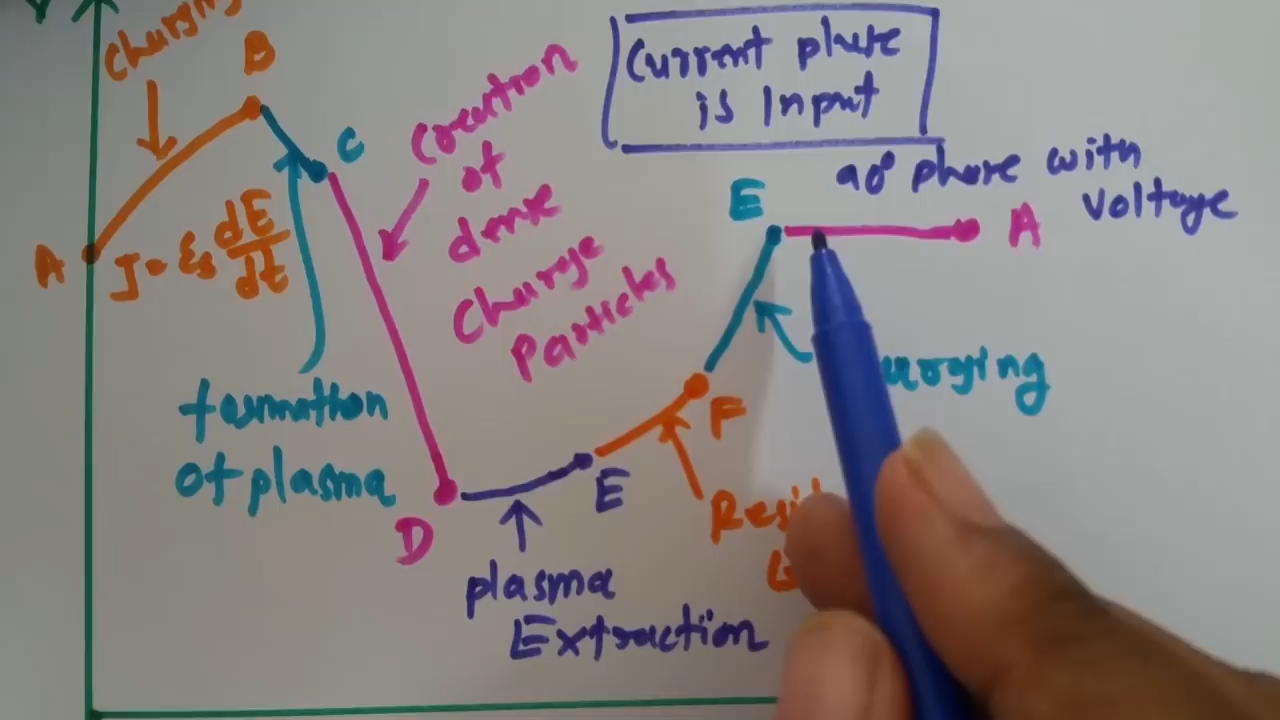 V
Charging
B
C
A
J = εs dE/dt
formation
of plasma
Creation
of
dense
Charge
Particles
D
plasma
Extraction
E
F
Current phase
is Input
90° phase with
voltage
E
A